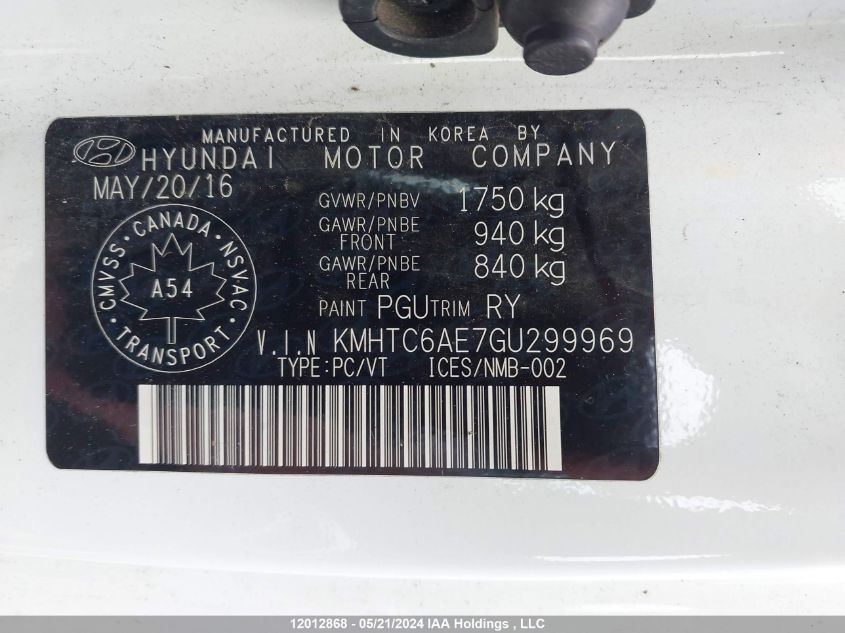 MANUFACTURED IN KOREA BY
HYUNDAI MOTOR COMPANY
MAY/20/16
GVWR/PNBV 1750 kg
GAWR/PNBE FRONT 940 kg
GAWR/PNBE REAR 840 kg
CMVSS · CANADA · NSVAC · TRANSPORT ·
A54
PAINT PGU TRIM RY
V.I.N KMHTC6AE7GU299969
TYPE:PC/VT ICES/NMB-002
12012868 - 05/21/2024 IAA Holdings , LLC